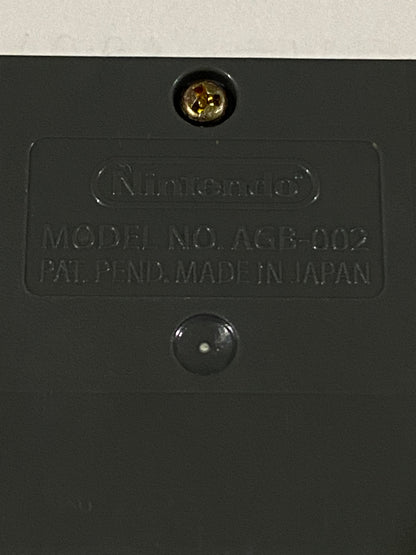 Nintendo
MODEL NO. AGB-002
PAT. PEND. MADE IN JAPAN